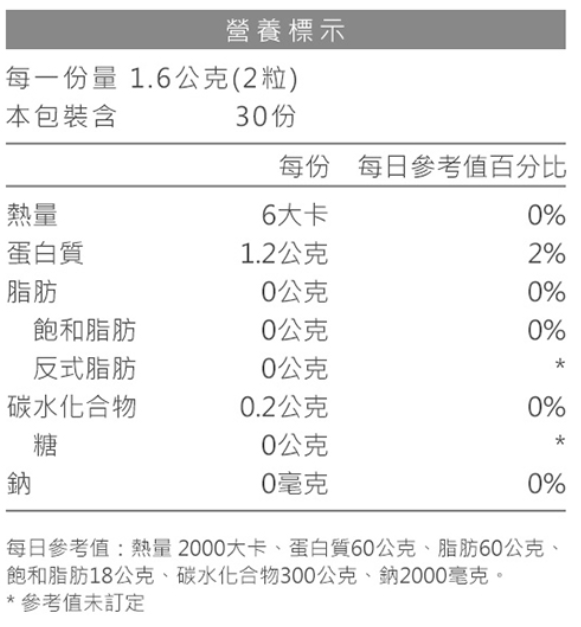 營養標示
每一份量 1.6公克(2粒)
本包裝含 30份
每份 每日參考值百分比
熱量 6大卡 0%
蛋白質 1.2公克 2%
脂肪 0公克 0%
飽和脂肪 0公克 0%
反式脂肪 0公克 *
碳水化合物 0.2公克 0%
糖 0公克 *
鈉 0毫克 0%
每日參考值：熱量 2000大卡、蛋白質60公克、脂肪60公克、
飽和脂肪18公克、碳水化合物300公克、鈉2000毫克。
* 參考值未訂定